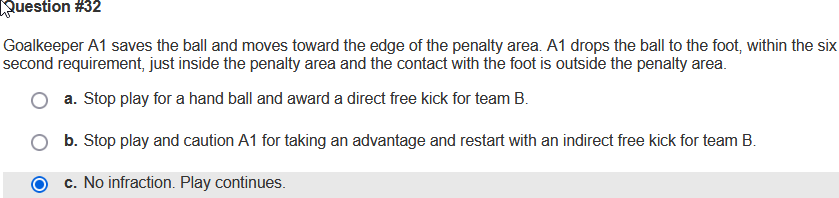 Question #32
Goalkeeper A1 saves the ball and moves toward the edge of the penalty area. A1 drops the ball to the foot, within the six
second requirement, just inside the penalty area and the contact with the foot is outside the penalty area.
a. Stop play for a hand ball and award a direct free kick for team B.
b. Stop play and caution A1 for taking an advantage and restart with an indirect free kick for team B.
c. No infraction. Play continues.